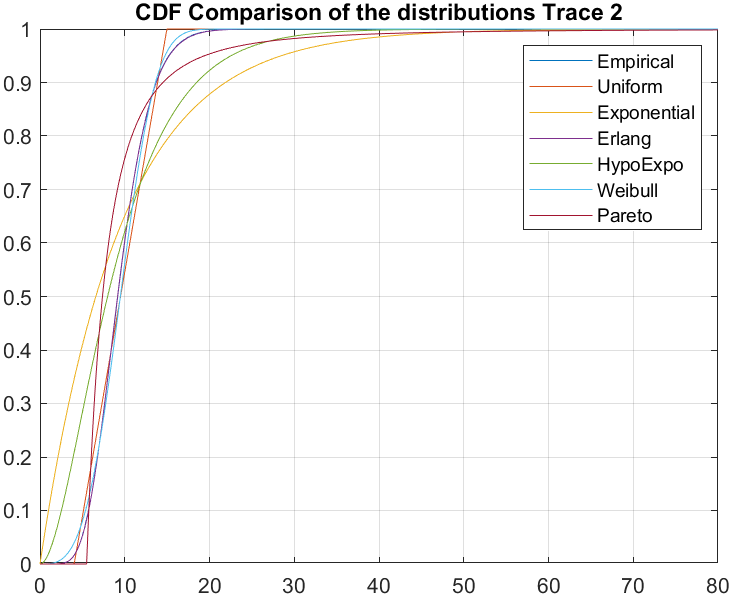 CDF Comparison of the distributions Trace 2
1
0.9
0.8
0.7
0.6
0.5
0.4
0.3
0.2
0.1
0
Empirical
Uniform
Exponential
Erlang
HypoExpo
Weibull
Pareto
0 10 20 30 40 50 60 70 80